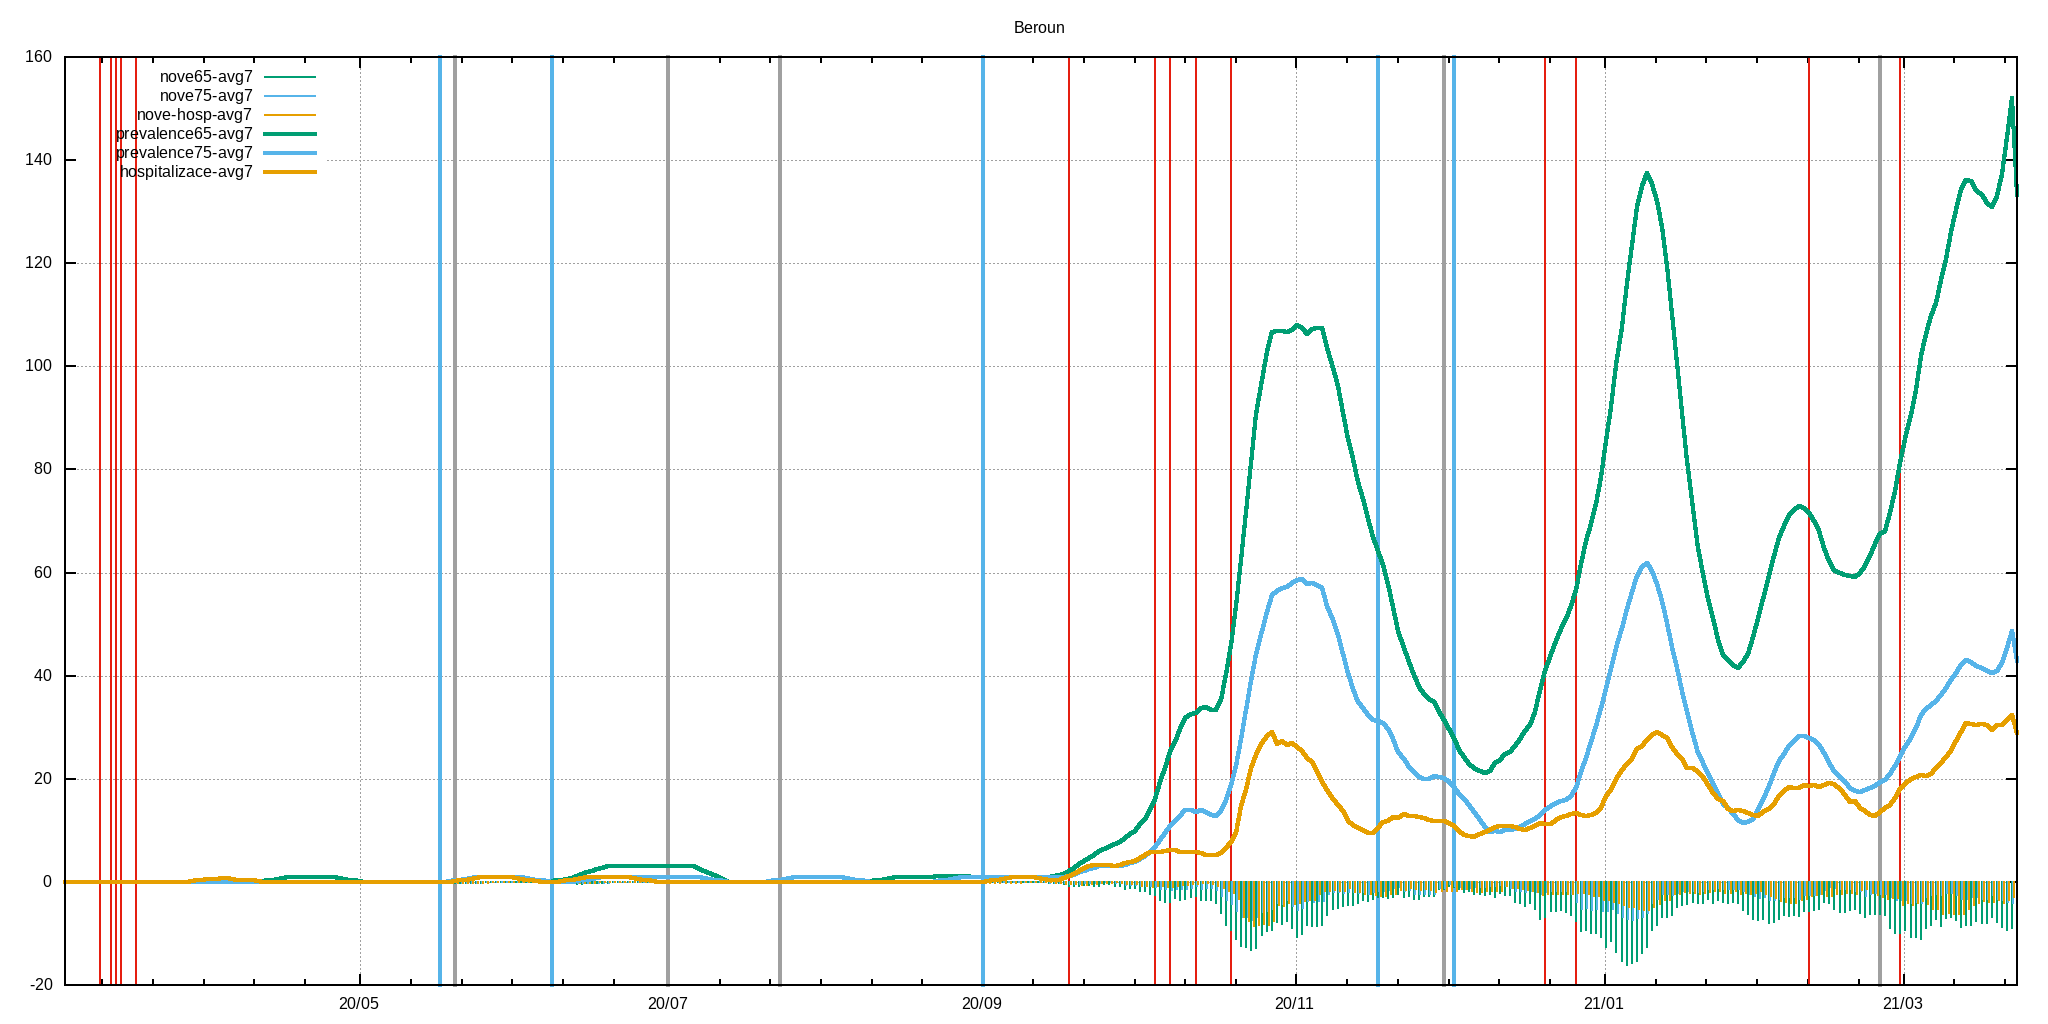 Beroun
160
nove65-avg7
nove75-avg7
nove-hosp-avg7
prevalence65-avg7
prevalence75-avg7
hospitalizace-avg7
140
120
100
80
60
40
20
0
-20
20/05 20/07 20/09 20/11 21/01 21/03